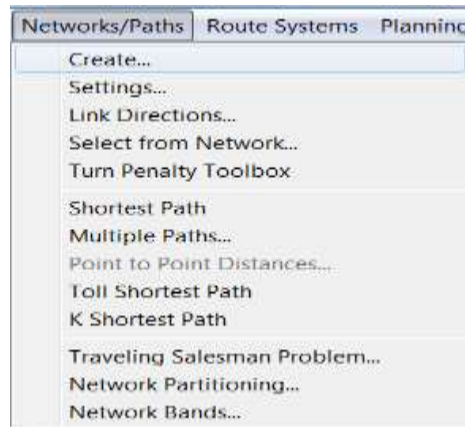 Networks/Paths Route Systems Planning
Create...
Settings...
Link Directions...
Select from Network...
Turn Penalty Toolbox
Shortest Path
Multiple Paths...
Point to Point Distances...
Toll Shortest Path
K Shortest Path
Traveling Salesman Problem...
Network Partitioning...
Network Bands...